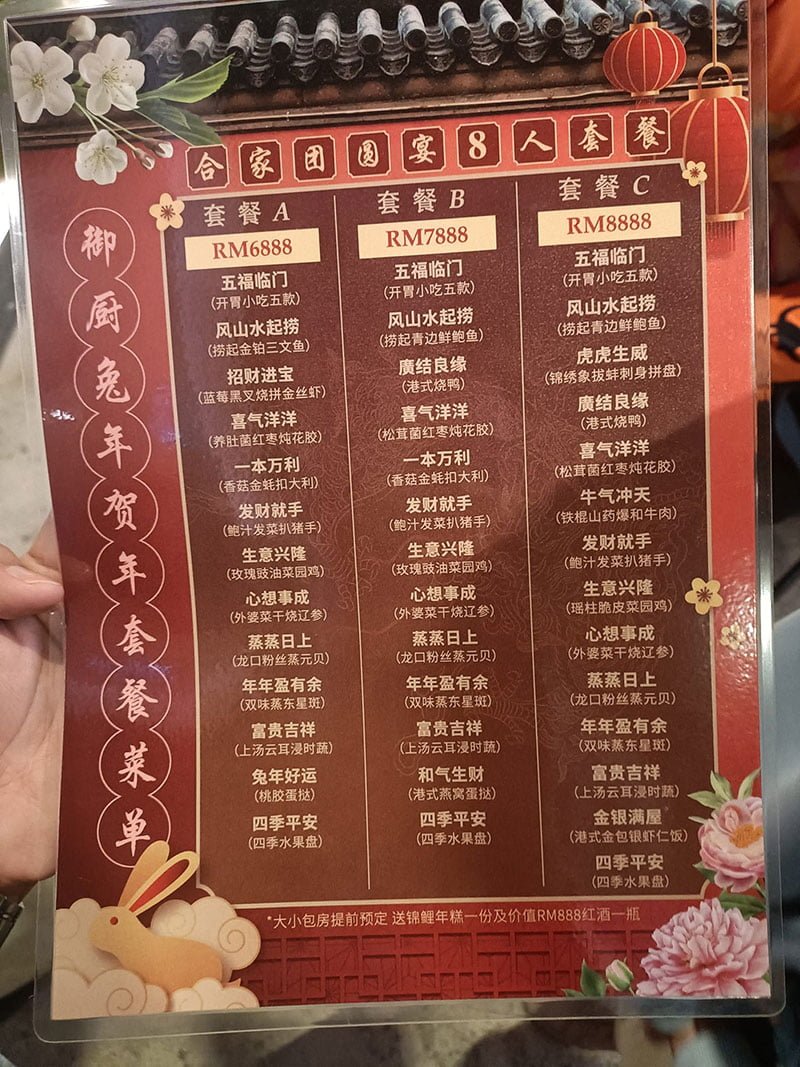 合家团圆宴8人套餐
御厨兔年贺年套餐菜单
套餐 A
RM6888
五福临门
(开胃小吃五款)
风山水起捞
(捞起金铂三文鱼)
招财进宝
(蓝莓黑叉烧拼金丝虾)
喜气洋洋
(养肚菌红枣炖花胶)
一本万利
(香菇金蚝扣大利)
发财就手
(鲍汁发菜扒猪手)
生意兴隆
(玫瑰豉油菜园鸡)
心想事成
(外婆菜干烧辽参)
蒸蒸日上
(龙口粉丝蒸元贝)
年年盈有余
(双味蒸东星斑)
富贵吉祥
(上汤云耳浸时蔬)
兔年好运
(桃胶蛋挞)
四季平安
(四季水果盘)
套餐 B
RM7888
五福临门
(开胃小吃五款)
风山水起捞
(捞起青边鲜鲍鱼)
廣结良缘
(港式烧鸭)
喜气洋洋
(松茸菌红枣炖花胶)
一本万利
(香菇金蚝扣大利)
发财就手
(鲍汁发菜扒猪手)
生意兴隆
(玫瑰豉油菜园鸡)
心想事成
(外婆菜干烧辽参)
蒸蒸日上
(龙口粉丝蒸元贝)
年年盈有余
(双味蒸东星斑)
富贵吉祥
(上汤云耳浸时蔬)
和气生财
(港式燕窝蛋挞)
四季平安
(四季水果盘)
套餐 C
RM8888
五福临门
(开胃小吃五款)
风山水起捞
(捞起青边鲜鲍鱼)
虎虎生威
(锦绣象拔蚌刺身拼盘)
廣结良缘
(港式烧鸭)
喜气洋洋
(松茸菌红枣炖花胶)
牛气冲天
(铁棍山药爆和牛肉)
发财就手
(鲍汁发菜扒猪手)
生意兴隆
(瑶柱脆皮菜园鸡)
心想事成
(外婆菜干烧辽参)
蒸蒸日上
(龙口粉丝蒸元贝)
年年盈有余
(双味蒸东星斑)
富贵吉祥
(上汤云耳浸时蔬)
金银满屋
(港式金包银虾仁饭)
四季平安
(四季水果盘)
*大小包房提前预定 送锦鲤年糕一份及价值RM888红酒一瓶